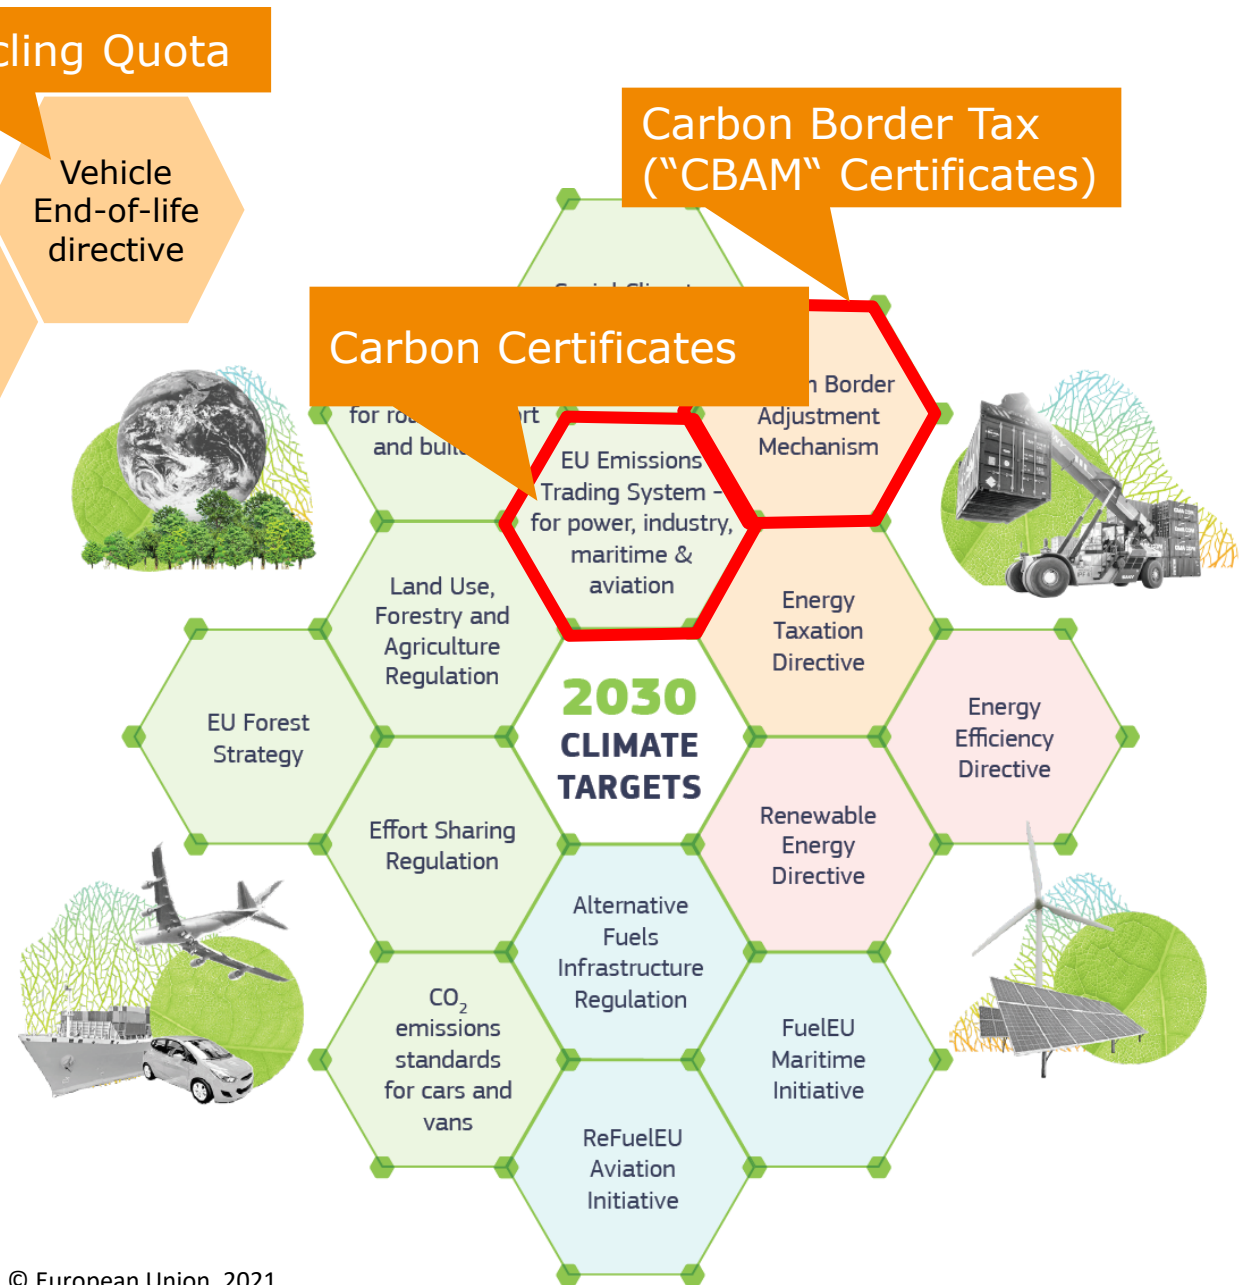 Quota
Vehicle
End-of-life
directive
Carbon Border Tax
(“CBAM“ Certificates)
Carbon Certificates
Border
Adjustment
Mechanism
for
and
EU Emissions
Trading System -
for power, industry,
maritime &
aviation
Land Use,
Forestry and
Agriculture
Regulation
Energy
Taxation
Directive
EU Forest
Strategy
2030
CLIMATE
TARGETS
Energy
Efficiency
Directive
Effort Sharing
Regulation
Renewable
Energy
Directive
Alternative
Fuels
Infrastructure
Regulation
CO2
emissions
standards
for cars and
vans
FuelEU
Maritime
Initiative
ReFuelEU
Aviation
Initiative
© European Union, 2021